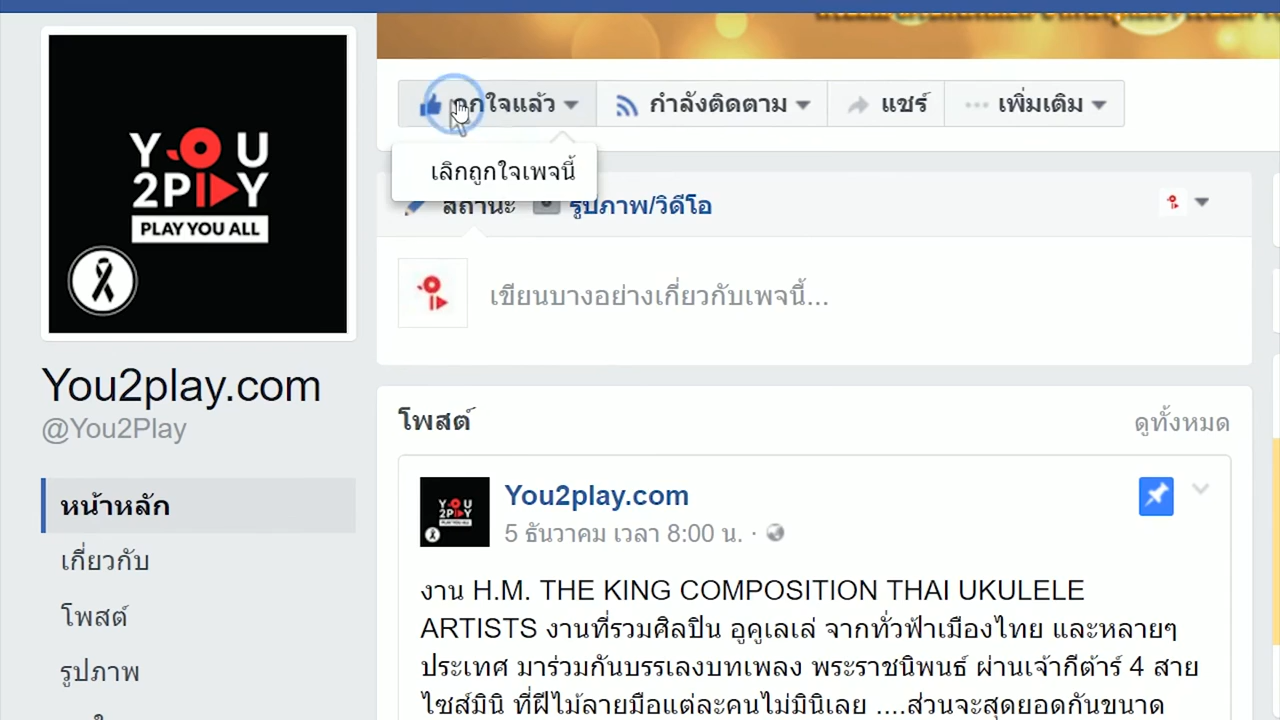 YOU
2PLAY
PLAY YOU ALL
You2play.com
@You2Play
หน้าหลัก
เกี่ยวกับ
โพสต์
รูปภาพ
ถูกใจแล้ว กำลังติดตาม แชร์ เพิ่มเติม
เลิกถูกใจเพจนี้
สถานะ รูปภาพ/วิดีโอ
เขียนบางอย่างเกี่ยวกับเพจนี้...
โพสต์ ดูทั้งหมด
YOU
2PLAY
You2play.com
5 ธันวาคม เวลา 8:00 น. ·
งาน H.M. THE KING COMPOSITION THAI UKULELE
ARTISTS งานที่รวมศิลปิน อูคูเลเล่ จากทั่วฟ้าเมืองไทย และหลายๆ
ประเทศ มาร่วมกันบรรเลงบทเพลง พระราชนิพนธ์ ผ่านเจ้ากีต้าร์ 4 สาย
ไซส์มินิ ที่ฝีไม้ลายมือแต่ละคนไม่มินิเลย ....ส่วนจะสุดยอดกันขนาด